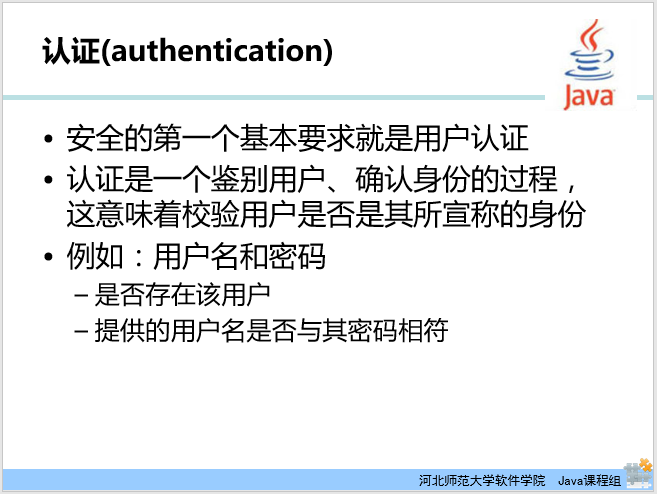 认证(authentication)
Java
• 安全的第一个基本要求就是用户认证
• 认证是一个鉴别用户、确认身份的过程，
这意味着校验用户是否是其所宣称的身份
• 例如：用户名和密码
– 是否存在该用户
– 提供的用户名是否与其密码相符
河北师范大学软件学院 Java课程组